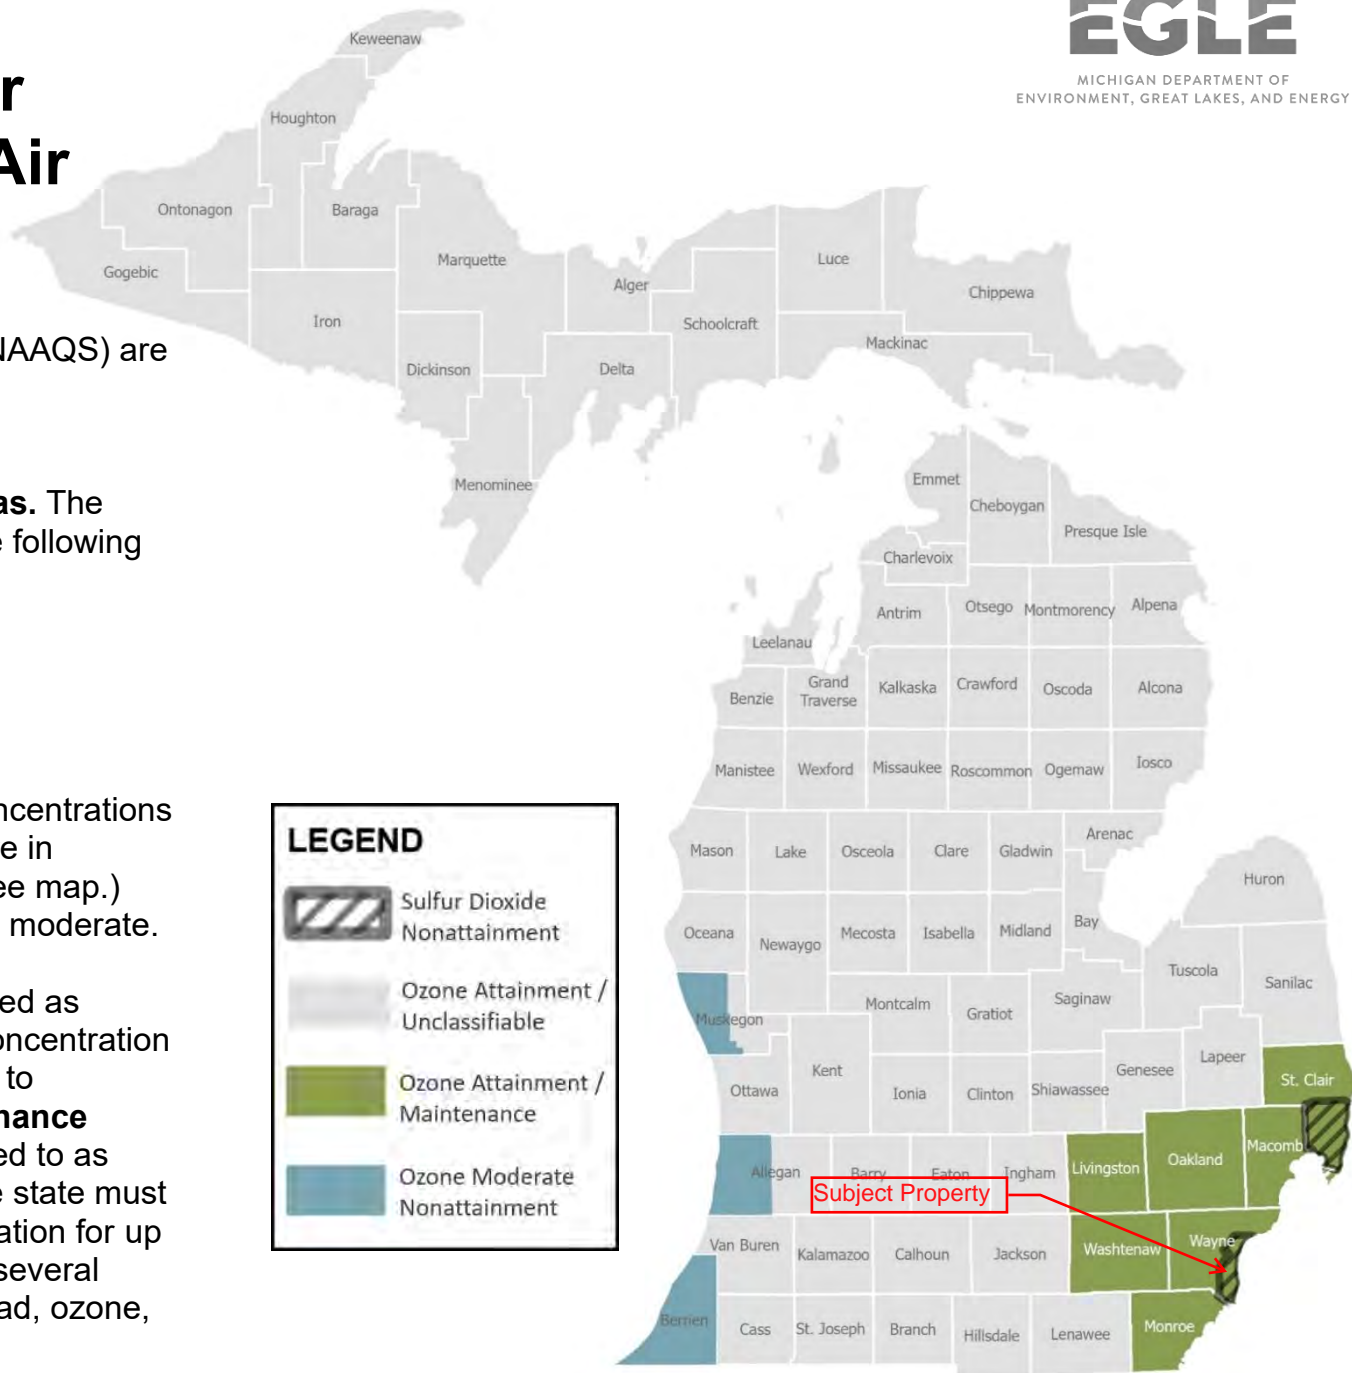 EGLE
MICHIGAN DEPARTMENT OF
ENVIRONMENT, GREAT LAKES, AND ENERGY
r
Air
NAAQS) are
as. The
e following
ncentrations
e in
ee map.)
moderate.
ed as
oncentration
to
nance
ed to as
e state must
ation for up
several
ad, ozone,
Keweenaw
Houghton
Ontonagon
Baraga
Gogebic
Marquette
Alger
Luce
Chippewa
Iron
Schoolcraft
Mackinac
Dickinson
Delta
Menominee
Emmet
Cheboygan
Presque Isle
Charlevoix
Antrim
Otsego
Montmorency
Alpena
Leelanau
Benzie
Grand
Traverse
Kalkaska
Crawford
Oscoda
Alcona
Manistee
Wexford
Missaukee
Roscommon
Ogemaw
Iosco
LEGEND
Sulfur Dioxide
Nonattainment
Ozone Attainment /
Unclassifiable
Ozone Attainment /
Maintenance
Ozone Moderate
Nonattainment
Mason
Lake
Osceola
Clare
Gladwin
Arenac
Huron
Oceana
Newaygo
Mecosta
Isabella
Midland
Bay
Tuscola
Sanilac
Muskegon
Montcalm
Gratiot
Saginaw
Ottawa
Kent
Ionia
Clinton
Shiawassee
Genesee
Lapeer
St. Clair
Allegan
Barry
Eaton
Ingham
Livingston
Oakland
Macomb
Subject Property
Van Buren
Kalamazoo
Calhoun
Jackson
Washtenaw
Wayne
Berrien
Cass
St. Joseph
Branch
Hillsdale
Lenawee
Monroe